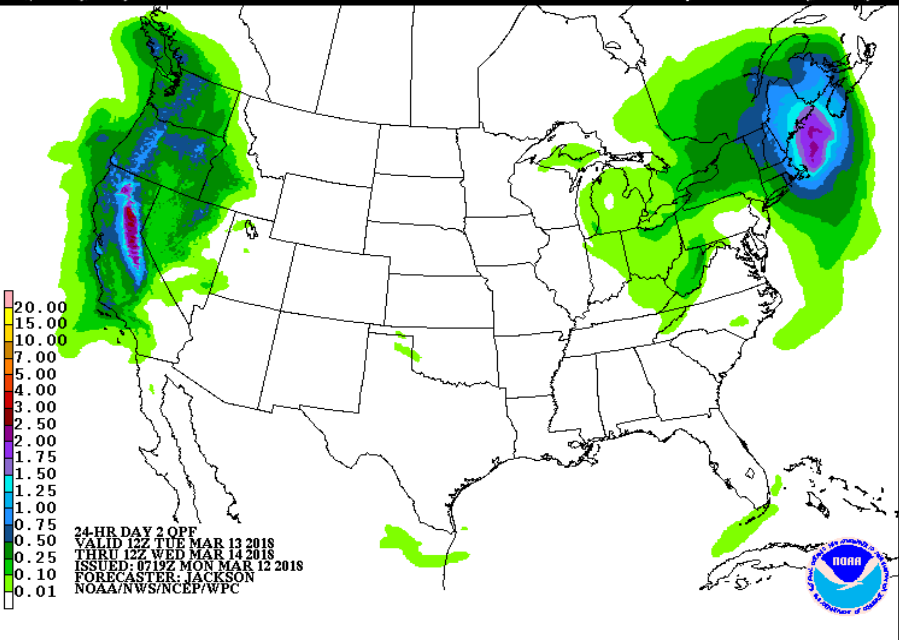 20.00
15.00
10.00
7.00
5.00
4.00
3.00
2.50
2.00
1.75
1.50
1.25
1.00
0.75
0.50
0.25
0.10
0.01
24-HR DAY 2 QPF
VALID 12Z TUE MAR 13 2018
THRU 12Z WED MAR 14 2018
ISSUED: 0719Z MON MAR 12 2018
FORECASTER: JACKSON
NOAA/NWS/NCEP/WPC
NOAA